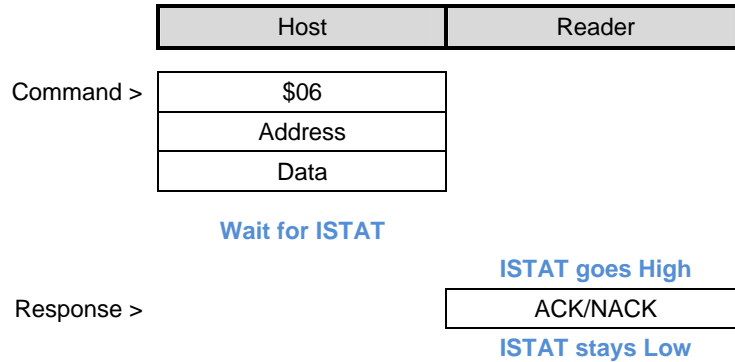 Host Reader
Command > $06
Address
Data
Wait for ISTAT
ISTAT goes High
Response > ACK/NACK
ISTAT stays Low